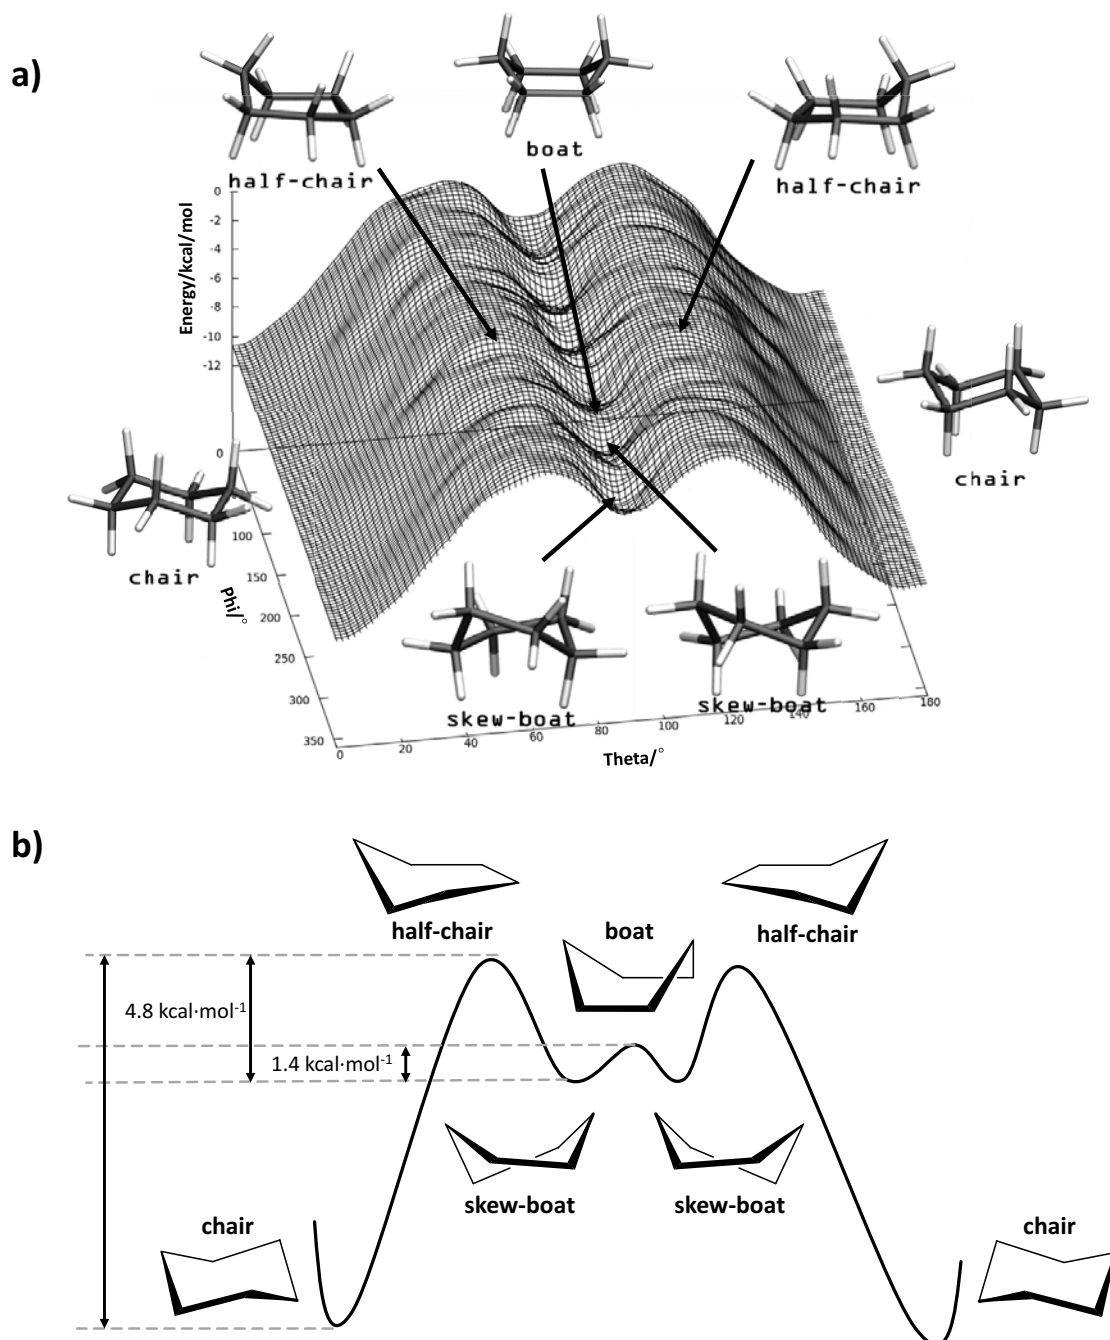 a)
half-chair
boat
half-chair
Energy/kcal/mol
0
-2
-4
-6
-8
-10
-12
chair
chair
skew-boat
skew-boat
0
100
150
200
250
300
350
Phi/°
0
20
40
60
80
100
120
140
160
180
Theta/°
b)
half-chair
boat
half-chair
4.8 kcal·mol⁻¹
1.4 kcal·mol⁻¹
skew-boat
skew-boat
chair
chair